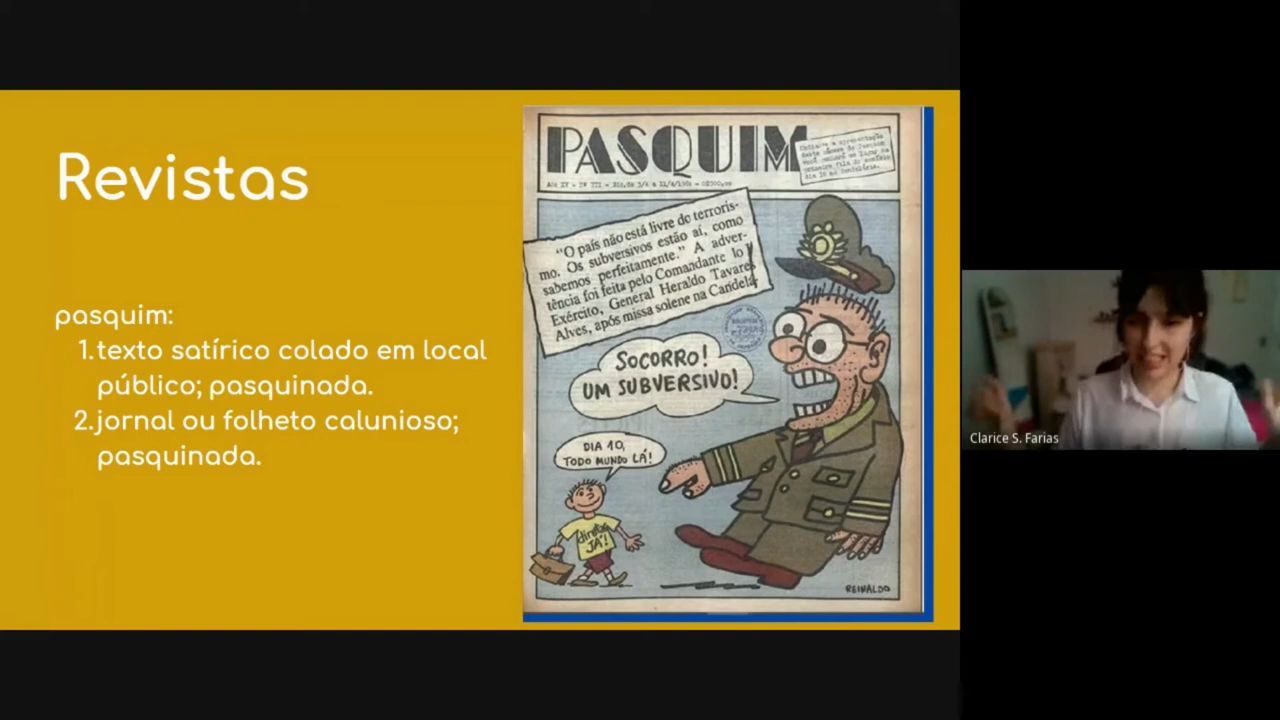 Revistas
pasquim:
1.texto satírico colado em local
público; pasquinada.
2.jornal ou folheto calunioso;
pasquinada.
PASQUIM
"O país não está livre do terroris-
mo. Os subversivos estão aí, como
sabemos perfeitamente." A adver-
tência foi feita pelo Comandante do I
Exército, General Heraldo Tavares
Alves, após missa solene na Candelá
SOCORRO!
UM SUBVERSIVO!
DIA 10,
TODO MUNDO LÁ!
diretas
JÁ!
REINALDO
Clarice S. Farias